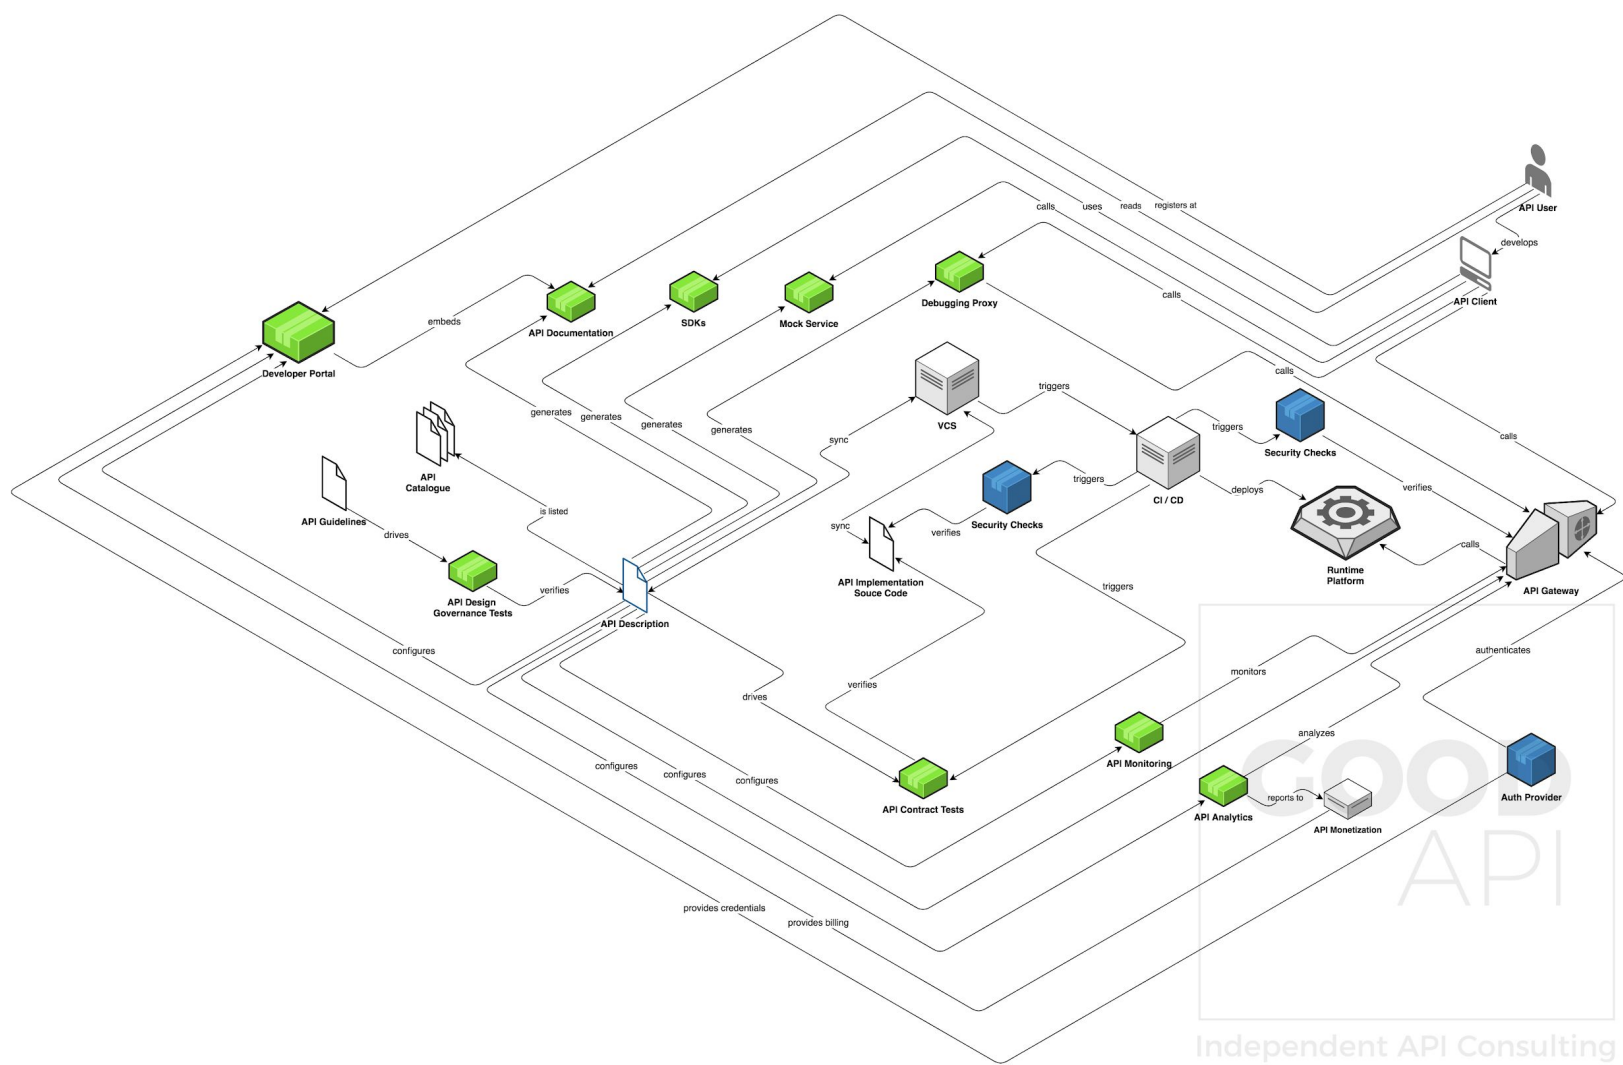 API User
calls
uses
reads
registers at
develops
API Client
calls
Debugging Proxy
embeds
API Documentation
SDKs
Mock Service
Developer Portal
calls
triggers
generates
generates
generates
generates
VCS
sync
triggers
Security Checks
calls
API
Catalogue
triggers
CI / CD
deploys
verifies
API Guidelines
is listed
drives
sync
verifies
Security Checks
calls
API Implementation
Souce Code
Runtime
Platform
API Gateway
verifies
API Design
Governance Tests
API Description
triggers
configures
authenticates
monitors
verifies
drives
analyzes
configures
configures
configures
API Monitoring
API Contract Tests
reports to
API Analytics
API Monetization
Auth Provider
GOOD
API
provides credentials
provides billing
Independent API Consulting